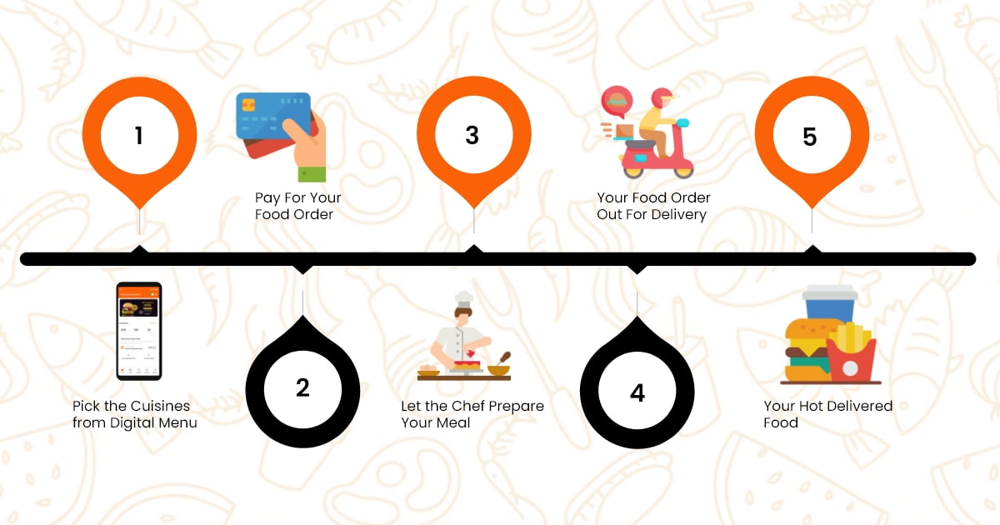 1
Pick the Cuisines
from Digital Menu
2
Pay For Your
Food Order
3
Let the Chef Prepare
Your Meal
4
Your Food Order
Out For Delivery
5
Your Hot Delivered
Food